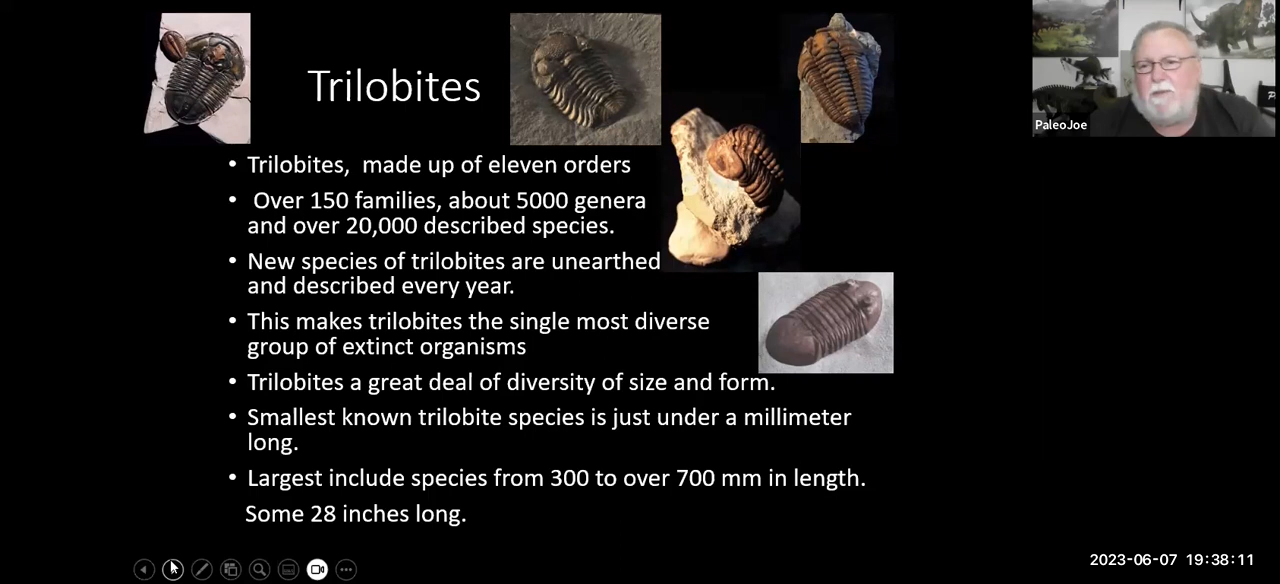 Trilobites
PaleoJoe
• Trilobites,  made up of eleven orders
•  Over 150 families, about 5000 genera
and over 20,000 described species.
• New species of trilobites are unearthed
and described every year.
• This makes trilobites the single most diverse
group of extinct organisms
• Trilobites a great deal of diversity of size and form.
• Smallest known trilobite species is just under a millimeter
long.
• Largest include species from 300 to over 700 mm in length.
Some 28 inches long.
2023-06-07 19:38:11